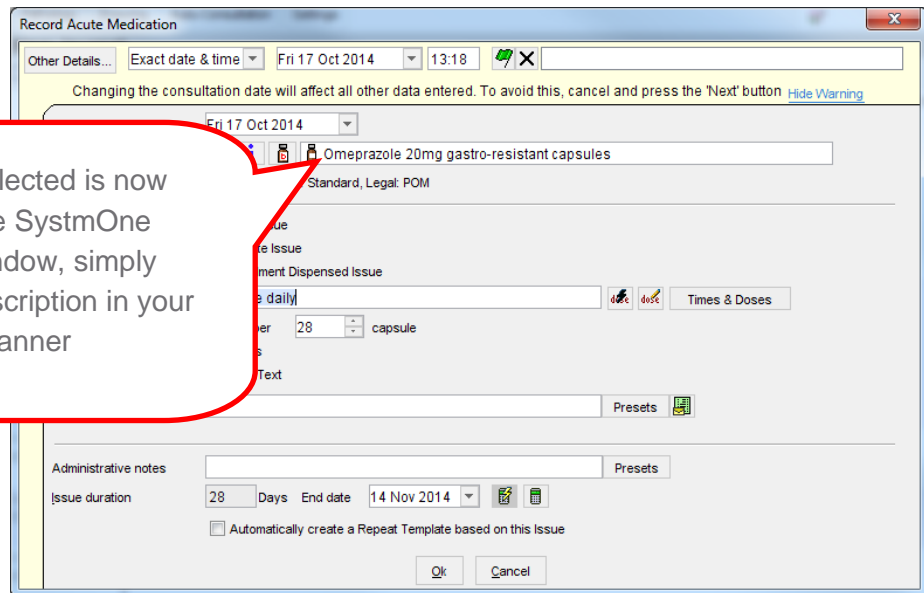 Record Acute Medication
Other Details... Exact date & time Fri 17 Oct 2014 13:18
Changing the consultation date will affect all other data entered. To avoid this, cancel and press the 'Next' button Hide Warning
Fri 17 Oct 2014
Omeprazole 20mg gastro-resistant capsules
Standard, Legal: POM
lected is now
SystmOne
ndow, simply
scription in your
anner
Issue
Dispensed Issue
daily dose dose Times & Doses
28 capsule
Text
Presets
Administrative notes Presets
Issue duration 28 Days End date 14 Nov 2014
Automatically create a Repeat Template based on this Issue
Ok Cancel